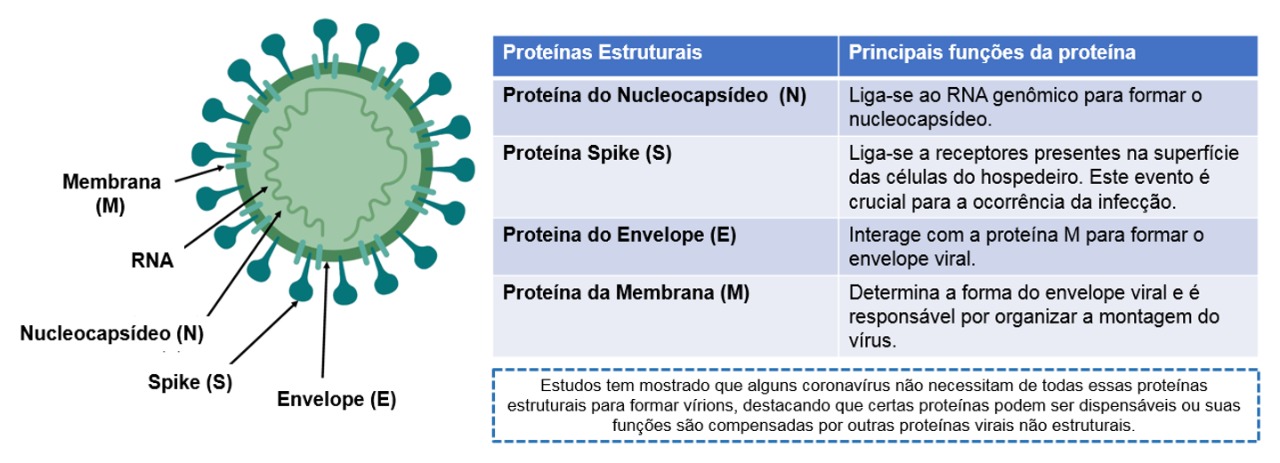 Membrana
(M)
RNA
Nucleocapsídeo (N)
Spike (S)
Envelope (E)
Proteínas Estruturais
Principais funções da proteína
Proteína do Nucleocapsídeo (N)
Liga-se ao RNA genômico para formar o
nucleocapsídeo.
Proteína Spike (S)
Liga-se a receptores presentes na superfície
das células do hospedeiro. Este evento é
crucial para a ocorrência da infecção.
Proteina do Envelope (E)
Interage com a proteína M para formar o
envelope viral.
Proteína da Membrana (M)
Determina a forma do envelope viral e é
responsável por organizar a montagem do
vírus.
Estudos tem mostrado que alguns coronavírus não necessitam de todas essas proteínas
estruturais para formar vírions, destacando que certas proteínas podem ser dispensáveis ou suas
funções são compensadas por outras proteínas virais não estruturais.